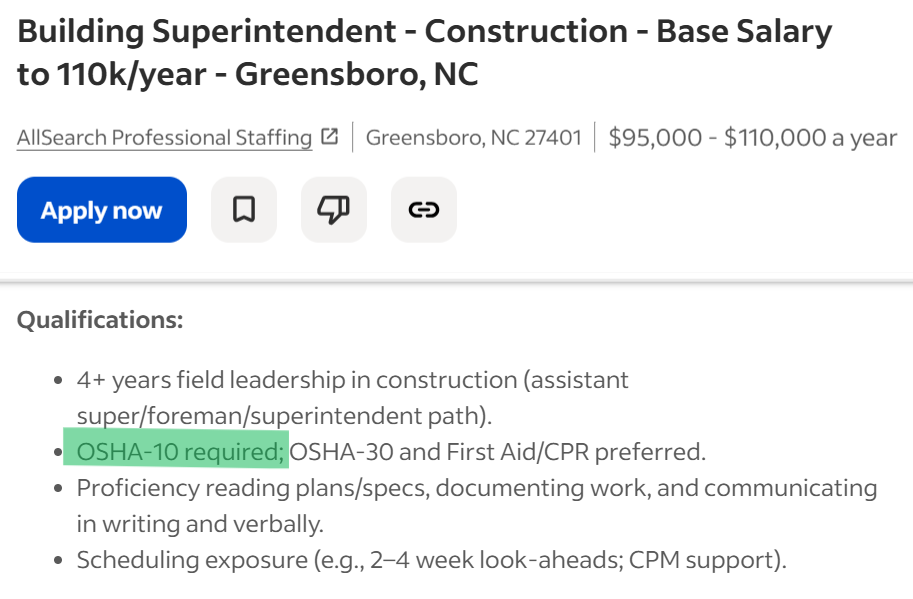 Building Superintendent - Construction - Base Salary
to 110k/year - Greensboro, NC
AllSearch Professional Staffing | Greensboro, NC 27401 | $95,000 - $110,000 a year
Apply now
Qualifications:
• 4+ years field leadership in construction (assistant
super/foreman/superintendent path).
• OSHA-10 required; OSHA-30 and First Aid/CPR preferred.
• Proficiency reading plans/specs, documenting work, and communicating
in writing and verbally.
• Scheduling exposure (e.g., 2–4 week look-aheads; CPM support).